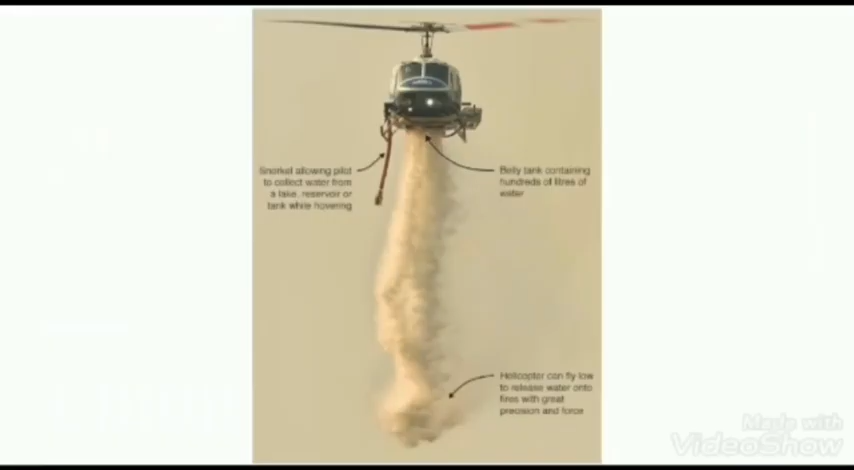 Snorkel allowing pilot
to collect water from
a lake, reservoir or
tank while hovering
Belly tank containing
hundreds of litres of
water
Helicopter can fly low
to release water onto
fires with great
precision and force
Made with
VideoShow